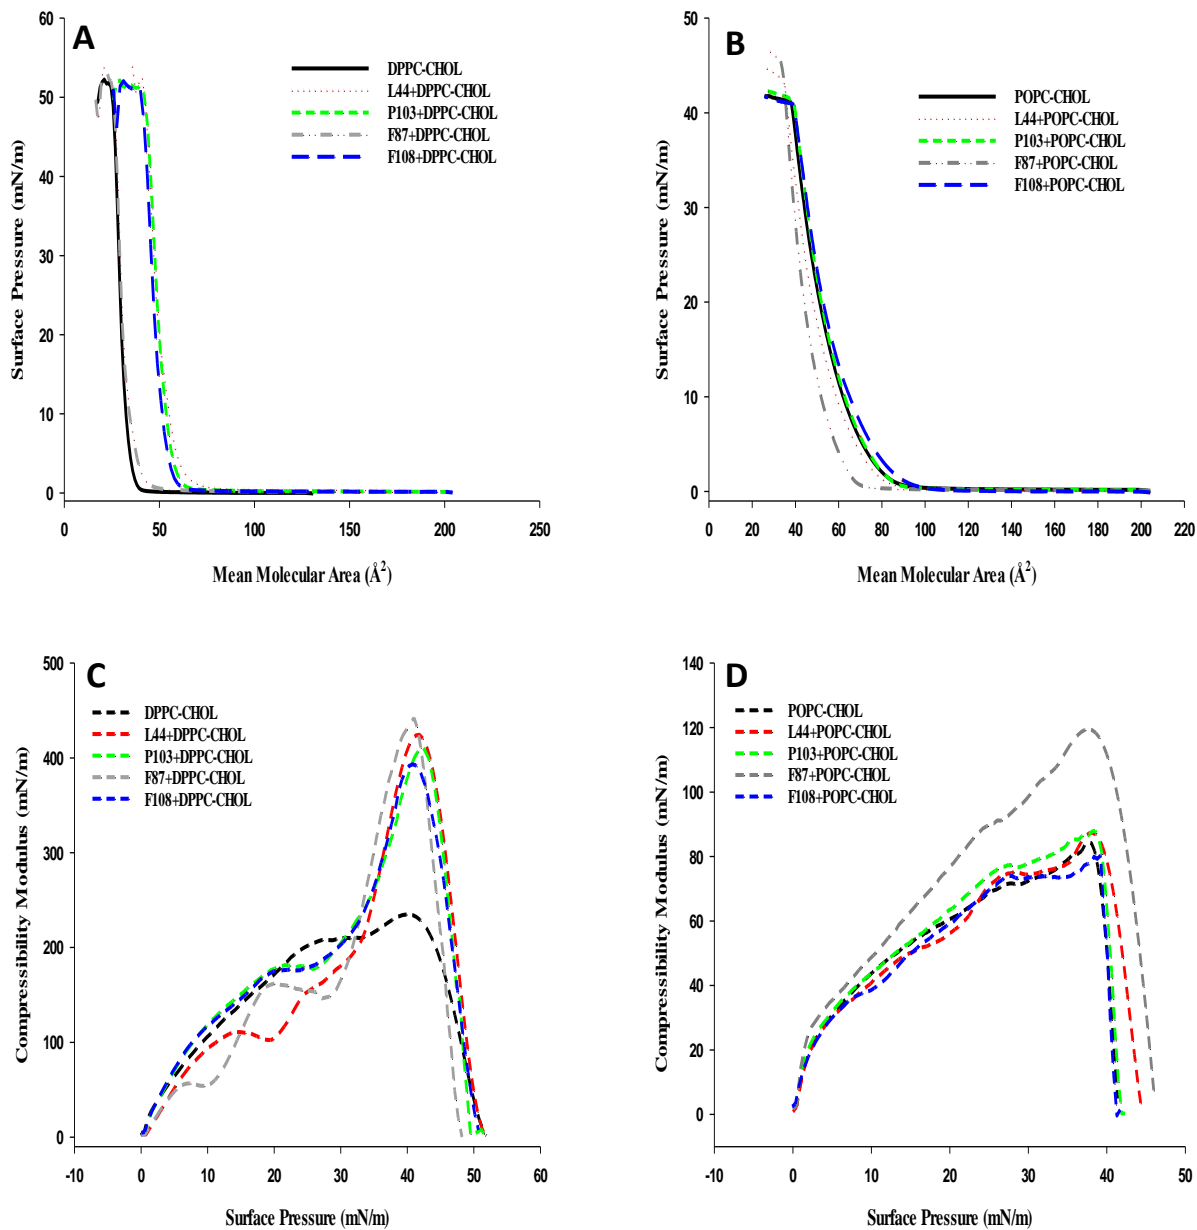 A
60
50
40
30
20
10
0
Surface Pressure (mN/m)
DPPC-CHOL
L44+DPPC-CHOL
P103+DPPC-CHOL
F87+DPPC-CHOL
F108+DPPC-CHOL
0 50 100 150 200 250
Mean Molecular Area (Å²)
B
50
40
30
20
10
0
Surface Pressure (mN/m)
POPC-CHOL
L44+POPC-CHOL
P103+POPC-CHOL
F87+POPC-CHOL
F108+POPC-CHOL
0 20 40 60 80 100 120 140 160 180 200 220
Mean Molecular Area (Å²)
C
500
400
300
200
100
0
Compressibility Modulus (mN/m)
DPPC-CHOL
L44+DPPC-CHOL
P103+DPPC-CHOL
F87+DPPC-CHOL
F108+DPPC-CHOL
-10 0 10 20 30 40 50 60
Surface Pressure (mN/m)
D
140
120
100
80
60
40
20
0
Compressibility Modulus (mN/m)
POPC-CHOL
L44+POPC-CHOL
P103+POPC-CHOL
F87+POPC-CHOL
F108+POPC-CHOL
-10 0 10 20 30 40 50
Surface Pressure (mN/m)